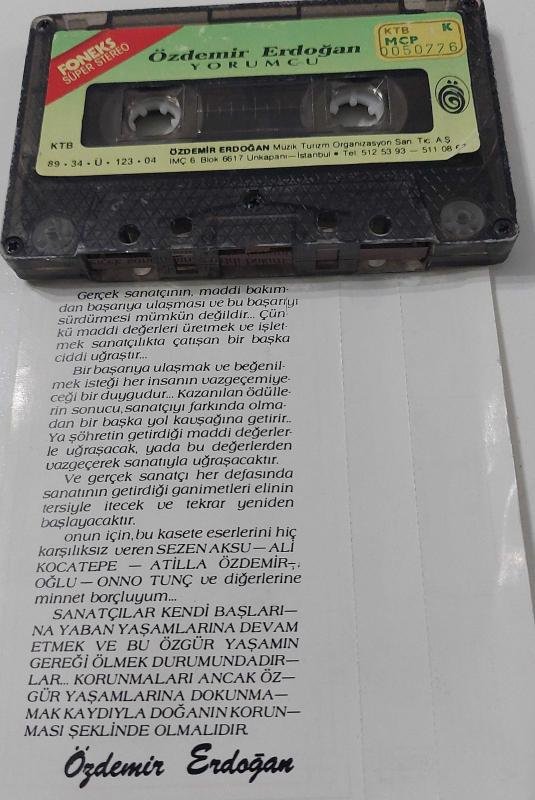 FONEKS
SUPER STEREO
Özdemir Erdoğan
YORUMCU
KTB K
MCP
0050776
KTB
89 • 34 • Ü • 123 • 04
ÖZDEMİR ERDOĞAN Müzik Turizm Organizasyon San. Tic. A.Ş.
İMÇ 6. Blok 6617 Unkapanı—İstanbul • Tel: 512 53 93 — 511 08
Gerçek sanatçının, maddi bakım-
dan başarıya ulaşması ve bu başarıyı
sürdürmesi mümkün değildir... Çün
kü maddi değerleri üretmek ve işlet-
mek sanatçılıkta çatışan bir başka
ciddi uğraştır...
Bir başarıya ulaşmak ve beğenil-
mek isteği her insanın vazgeçemiye-
ceği bir duygudur... Kazanılan ödülle-
rin sonucu,sanatçıyı farkında olma-
dan bir başka yol kavşağına getirir..
Ya şöhretin getirdiği maddi değerler-
le uğraşacak, yada bu değerlerden
vazgeçerek sanatıyla uğraşacaktır.
Ve gerçek sanatçı her defasında
sanatının getirdiği ganimetleri elinin
tersiyle itecek ve tekrar yeniden
başlayacaktır.
onun için,bu kasete eserlerini hiç
karşılıksız veren SEZEN AKSU — ALİ
KOCATEPE — ATİLLA ÖZDEMİR-
OĞLU — ONNO TUNÇ ve diğerlerine
minnet borçluyum...
SANATÇILAR KENDİ BAŞLARI—
NA YABAN YAŞAMLARINA DEVAM
ETMEK VE BU ÖZGÜR YAŞAMIN
GEREĞİ ÖLMEK DURUMUNDADIR—
LAR... KORUNMALARI ANCAK ÖZ—
GÜR YAŞAMLARINA DOKUNMA—
MAK KAYDIYLA DOĞANIN KORUN—
MASI ŞEKLİNDE OLMALIDIR
Özdemir Erdoğan